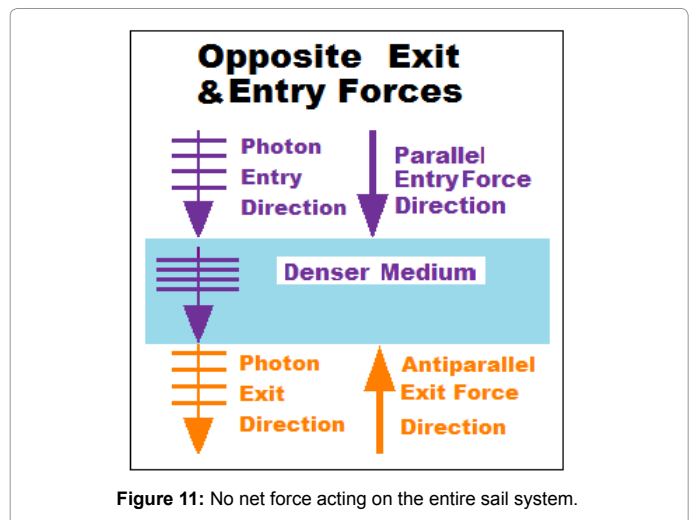 Opposite Exit
& Entry Forces
Photon
Entry
Direction
Parallel
Entry Force
Direction
Denser Medium
Photon
Exit
Direction
Antiparallel
Exit Force
Direction
Figure 11: No net force acting on the entire sail system.